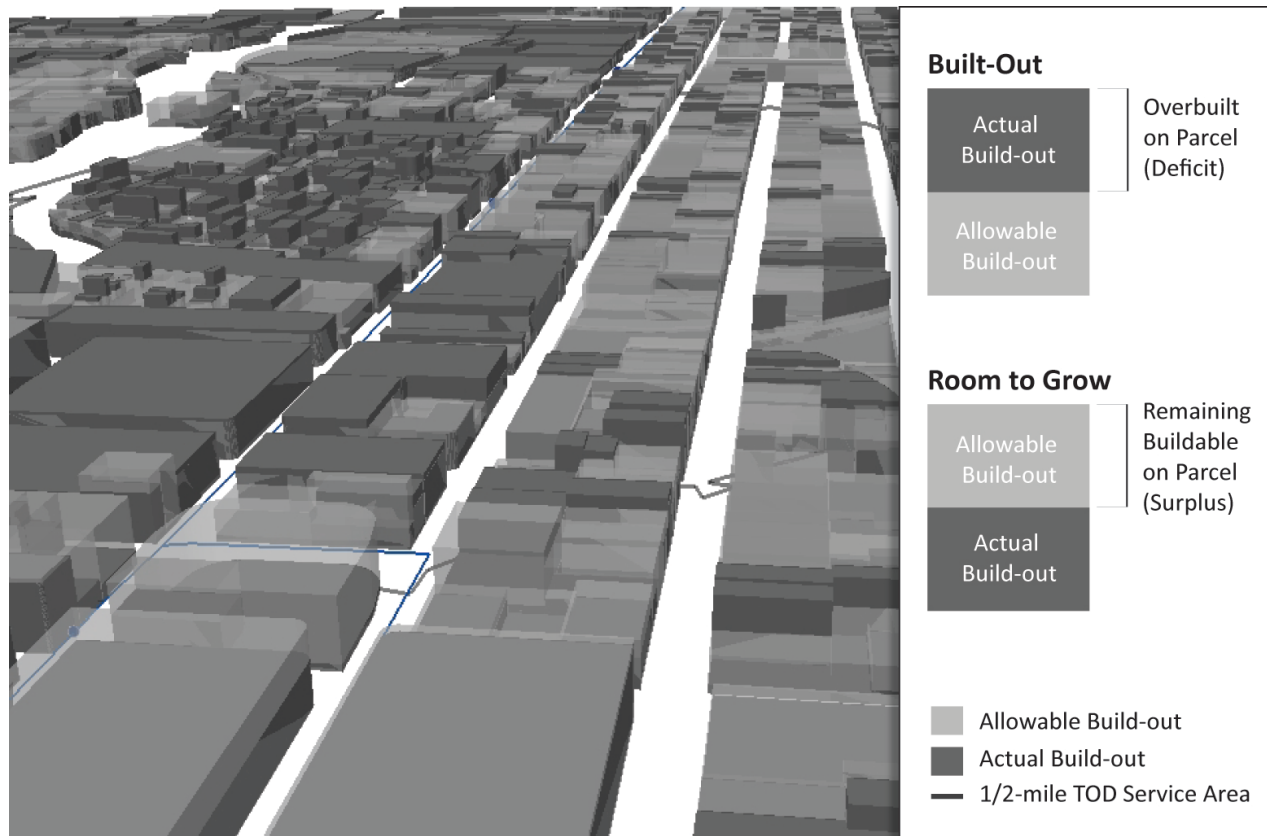 Built-Out
Actual
Build-out
Overbuilt
on Parcel
(Deficit)
Allowable
Build-out
Room to Grow
Allowable
Build-out
Remaining
Buildable
on Parcel
(Surplus)
Actual
Build-out
Allowable Build-out
Actual Build-out
1/2-mile TOD Service Area